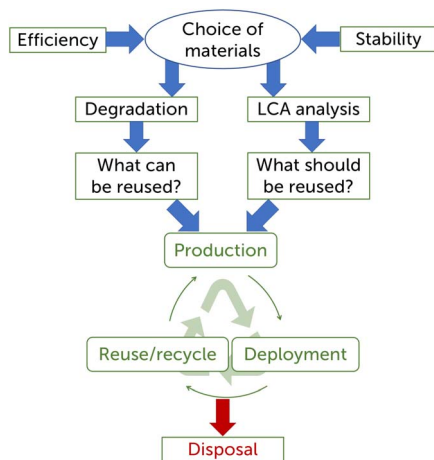 Efficiency
Choice of
materials
Stability
Degradation
LCA analysis
What can
be reused?
What should
be reused?
Production
Reuse/recycle
Deployment
Disposal